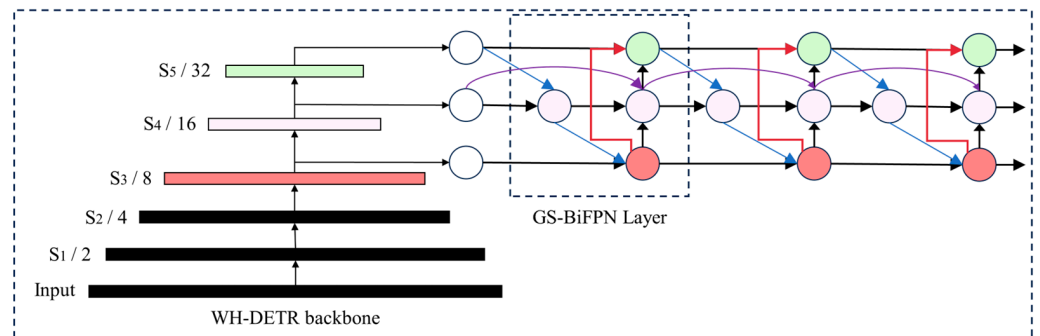 S5 / 32
S4 / 16
S3 / 8
S2 / 4
GS-BiFPN Layer
S1 / 2
Input
WH-DETR backbone